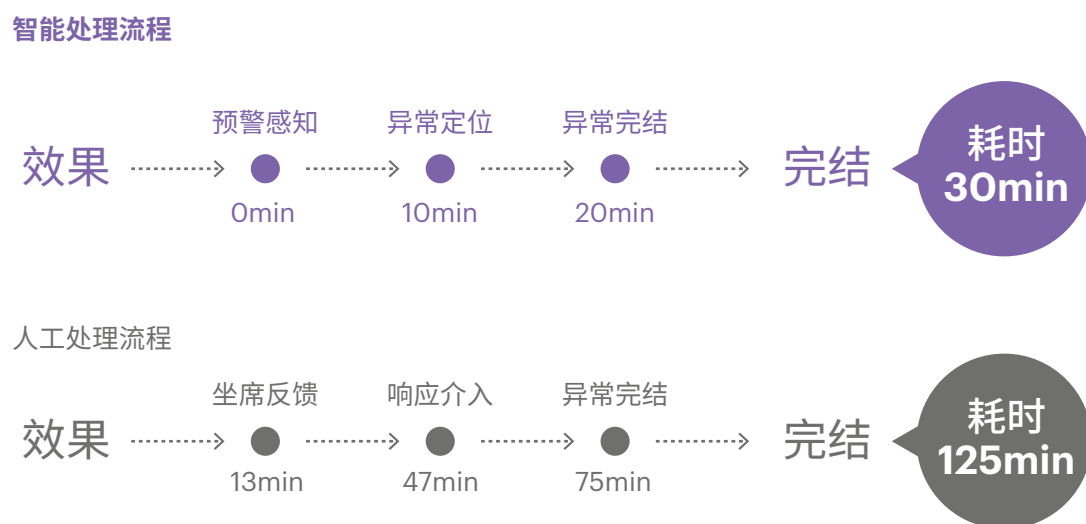 智能处理流程
预警感知 异常定位 异常完结
效果 完结
0min 10min 20min
耗时
30min
人工处理流程
坐席反馈 响应介入 异常完结
效果 完结
13min 47min 75min
耗时
125min